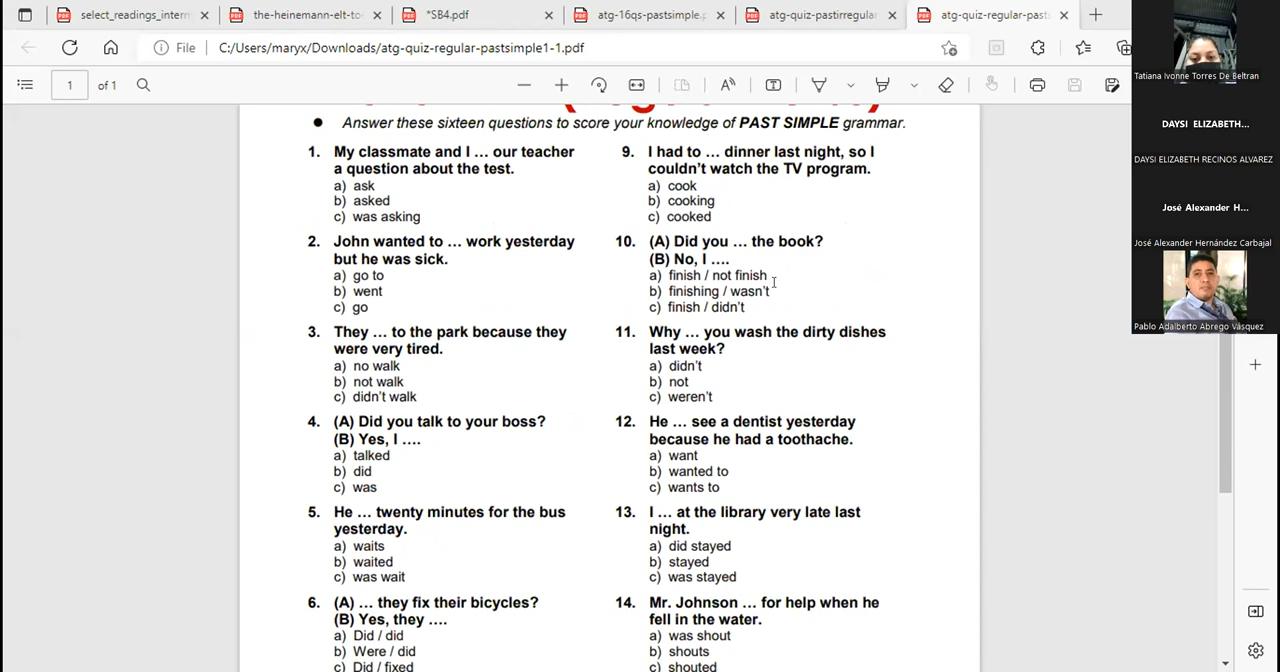 select_readings_intern
the-heinemann-elt-to
*SB4.pdf
atg-16qs-pastsimple.p
atg-quiz-pastirregular
atg-quiz-regular-pasts
File
C:/Users/maryx/Downloads/atg-quiz-regular-pastsimple1-1.pdf
1 of 1
● Answer these sixteen questions to score your knowledge of PAST SIMPLE grammar.
1. My classmate and I … our teacher
a question about the test.
a) ask
b) asked
c) was asking
2. John wanted to … work yesterday
but he was sick.
a) go to
b) went
c) go
3. They … to the park because they
were very tired.
a) no walk
b) not walk
c) didn't walk
4. (A) Did you talk to your boss?
(B) Yes, I ….
a) talked
b) did
c) was
5. He … twenty minutes for the bus
yesterday.
a) waits
b) waited
c) was wait
6. (A) … they fix their bicycles?
(B) Yes, they ….
a) Did / did
b) Were / did
c) Did / fixed
9. I had to … dinner last night, so I
couldn't watch the TV program.
a) cook
b) cooking
c) cooked
10. (A) Did you … the book?
(B) No, I ….
a) finish / not finish
b) finishing / wasn't
c) finish / didn't
11. Why … you wash the dirty dishes
last week?
a) didn't
b) not
c) weren't
12. He … see a dentist yesterday
because he had a toothache.
a) want
b) wanted to
c) wants to
13. I … at the library very late last
night.
a) did stayed
b) stayed
c) was stayed
14. Mr. Johnson … for help when he
fell in the water.
a) was shout
b) shouts
c) shouted
Tatiana Ivonne Torres De Beltran
DAYSI ELIZABETH...
DAYSI ELIZABETH RECINOS ALVAREZ
José Alexander H...
José Alexander Hernández Carbajal
Pablo Adalberto Abrego Vásquez